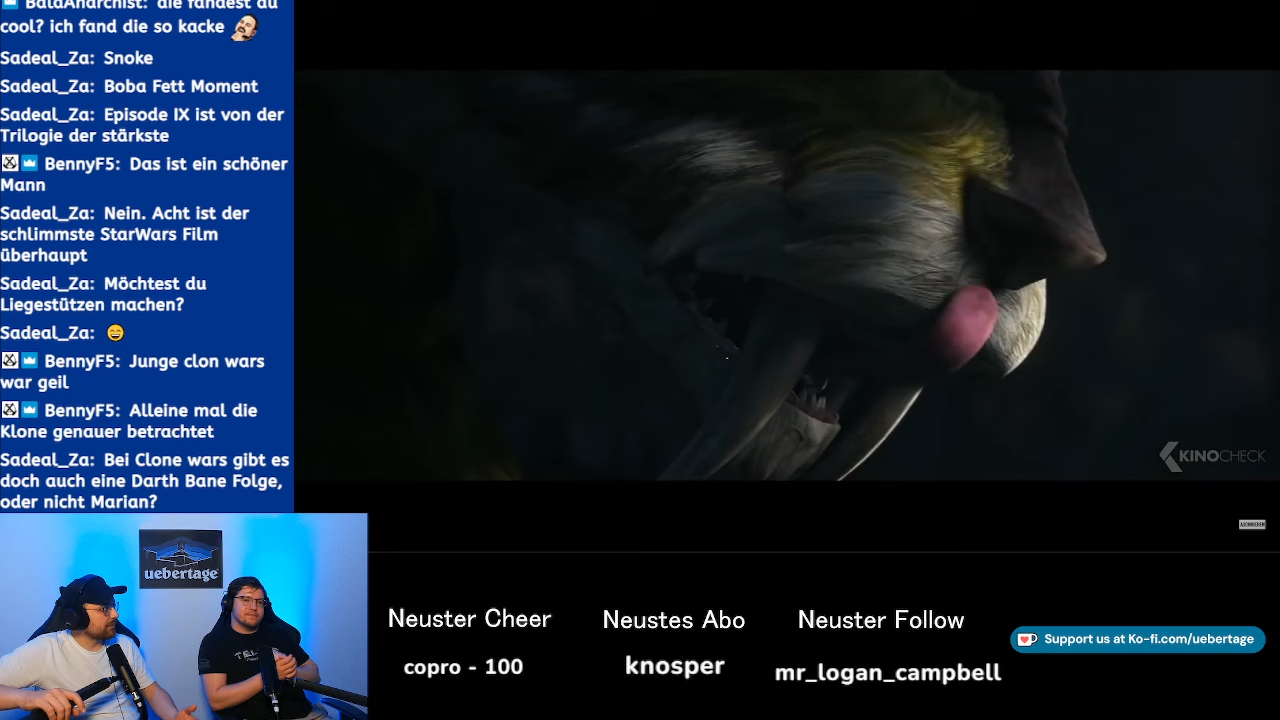 BaldAnarchist: die fandest du
cool? ich fand die so kacke
Sadeal_Za: Snoke
Sadeal_Za: Boba Fett Moment
Sadeal_Za: Episode IX ist von der
Trilogie der stärkste
BennyF5: Das ist ein schöner
Mann
Sadeal_Za: Nein. Acht ist der
schlimmste StarWars Film
überhaupt
Sadeal_Za: Möchtest du
Liegestützen machen?
Sadeal_Za: 😄
BennyF5: Junge clon wars
war geil
BennyF5: Alleine mal die
Klone genauer betrachtet
Sadeal_Za: Bei Clone wars gibt es
doch auch eine Darth Bane Folge,
oder nicht Marian?
KINOCHECK
ABONNIEREN
uebertage
Neuster Cheer
copro - 100
Neustes Abo
knosper
Neuster Follow
mr_logan_campbell
Support us at Ko-fi.com/uebertage